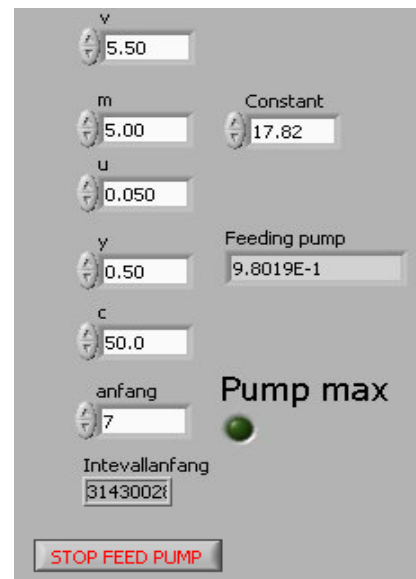 v
5.50
m
Constant
5.00
17.82
u
0.050
y
Feeding pump
0.50
9.8019E-1
c
50.0
anfang
Pump max
7
Intevallanfang
STOP FEED PUMP